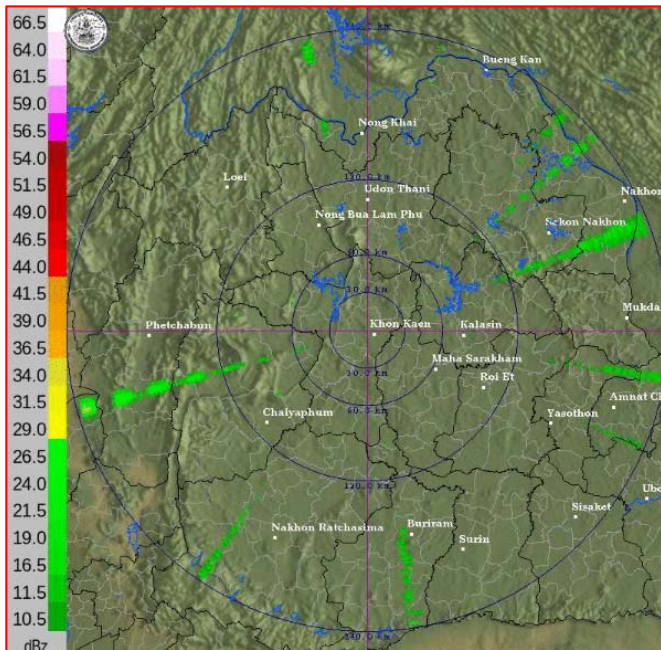 66.5
64.0
61.5
59.0
56.5
54.0
51.5
49.0
46.5
44.0
41.5
39.0
36.5
34.0
31.5
29.0
26.5
24.0
21.5
19.0
16.5
11.5
10.5
dBz
Bueng Kan
Nong Khai
Loei
Udon Thani
Nakhon
Nong Bua Lam Phu
Sakon Nakhon
Mukda
Khon Kaen
Phetchabun
Kalasin
Maha Sarakham
Roi Et
Amnat C
Chaiyaphum
Yasothon
Ubo
Sisaket
Nakhon Ratchasima
Buriram
Surin